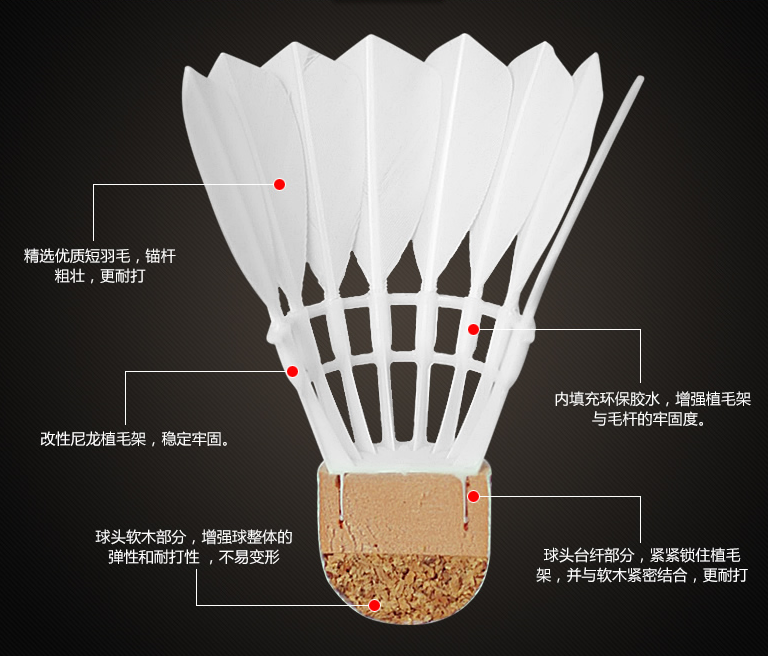 精选优质短羽毛，锚杆
粗壮，更耐打
内填充环保胶水，增强植毛架
与毛杆的牢固度。
改性尼龙植毛架，稳定牢固。
球头软木部分，增强球整体的
弹性和耐打性 ，不易变形
球头台纤部分，紧紧锁住植毛
架，并与软木紧密结合，更耐打